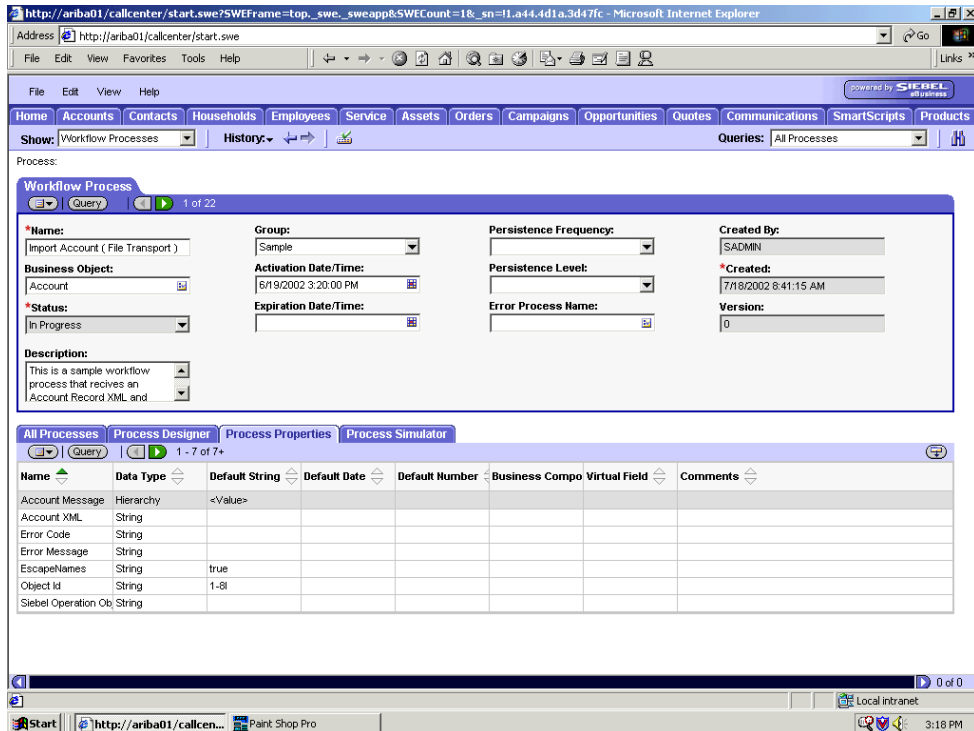 http://ariba01/callcenter/start.swe?SWEFrame=top._swe._sweapp&SWECount=1&_sn=!1.a44.4d1a.3d47fc - Microsoft Internet Explorer
Address http://ariba01/callcenter/start.swe Go
File Edit View Favorites Tools Help Links »
File Edit View Help powered by SIEBEL eBusiness
Home Accounts Contacts Households Employees Service Assets Orders Campaigns Opportunities Quotes Communications SmartScripts Products
Show: Workflow Processes History: Queries: All Processes
Process:
Workflow Process
Query 1 of 22
*Name: Group: Persistence Frequency: Created By:
Import Account ( File Transport ) Sample SADMIN
Business Object: Activation Date/Time: Persistence Level: *Created:
Account 6/19/2002 3:20:00 PM 7/18/2002 8:41:15 AM
*Status: Expiration Date/Time: Error Process Name: Version:
In Progress 0
Description:
This is a sample workflow
process that recives an
Account Record XML and
All Processes Process Designer Process Properties Process Simulator
Query 1 - 7 of 7+
Name Data Type Default String Default Date Default Number Business Compo Virtual Field Comments
Account Message Hierarchy <Value>
Account XML String
Error Code String
Error Message String
EscapeNames String true
Object Id String 1-8I
Siebel Operation Ob String
0 of 0
Local intranet
Start http://ariba01/callcen... Paint Shop Pro 3:18 PM